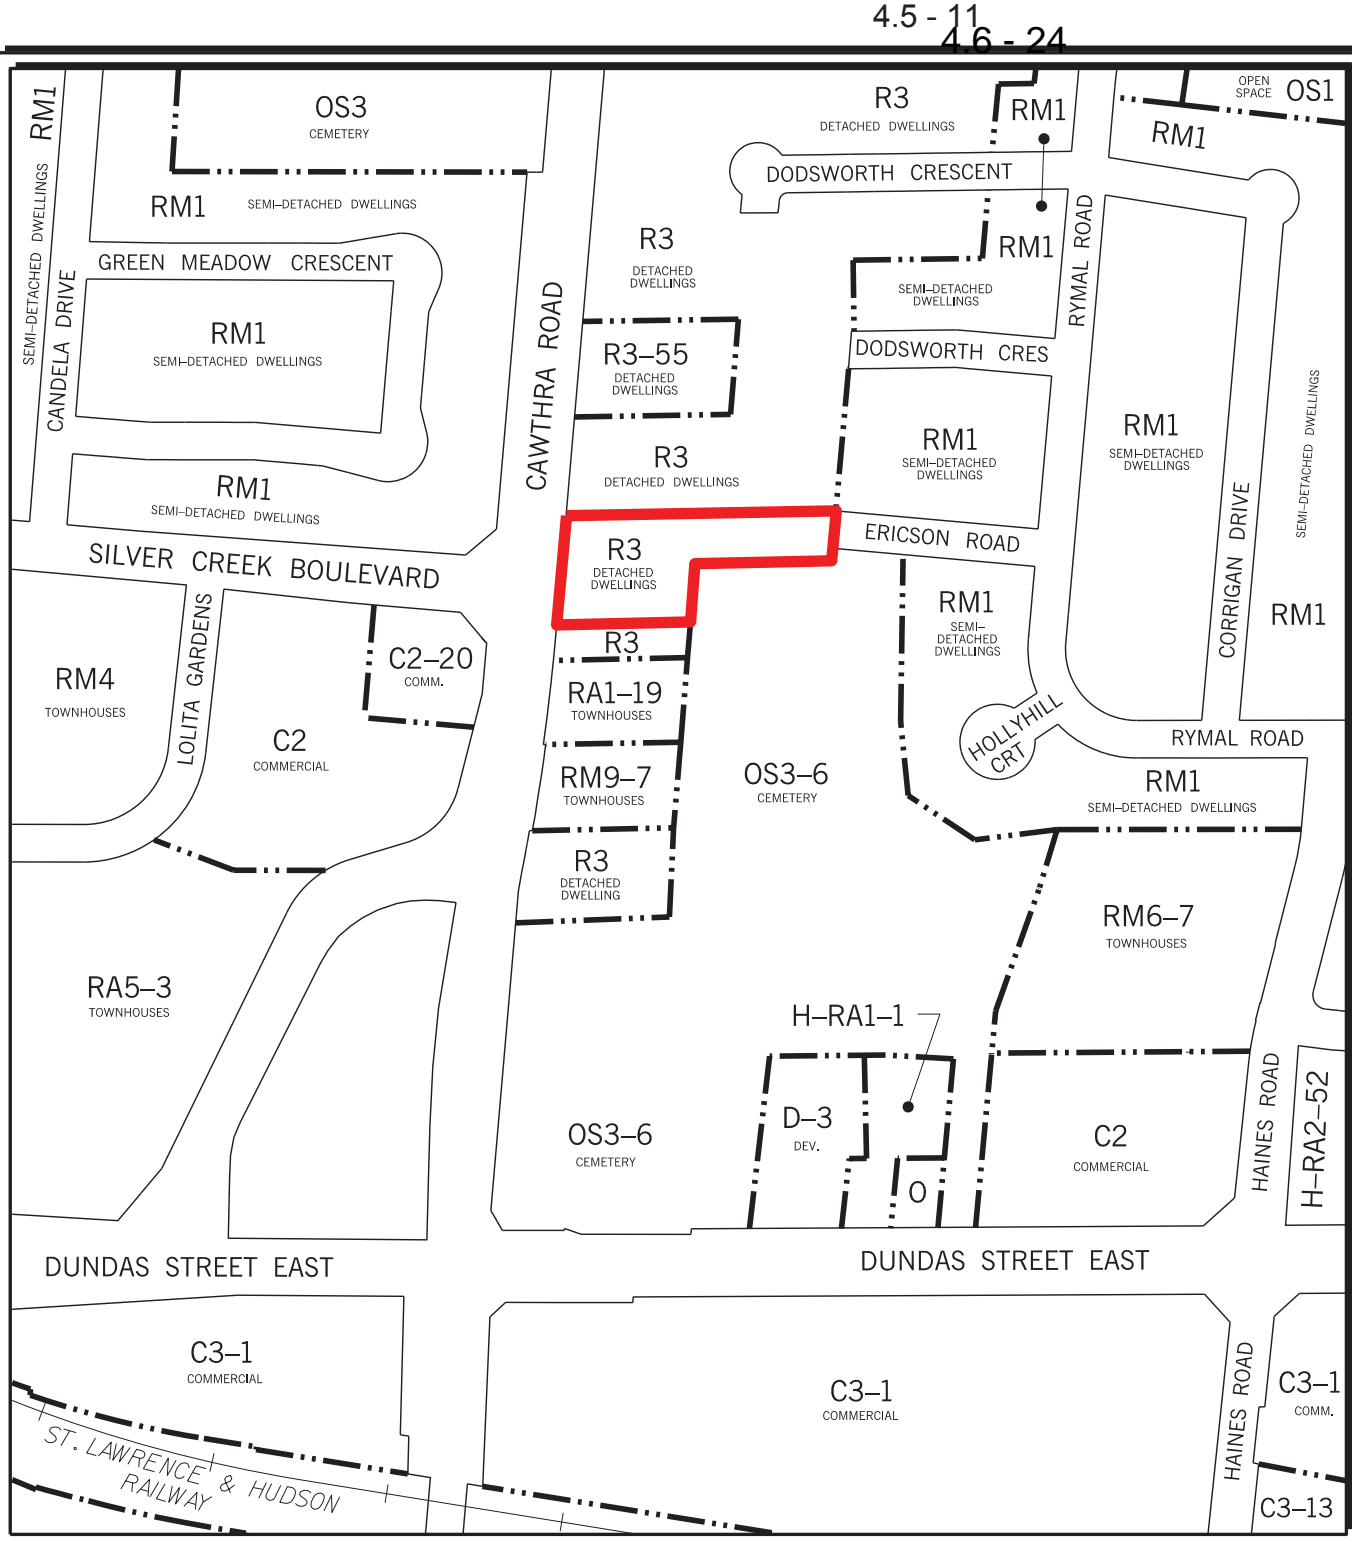 4.5 - 11
4.6 - 24
RM1
SEMI-DETACHED DWELLINGS
OS3
CEMETERY
R3
DETACHED DWELLINGS
RM1
OPEN
SPACE
OS1
RM1
DODSWORTH CRESCENT
RM1
SEMI-DETACHED DWELLINGS
GREEN MEADOW CRESCENT
CANDELA DRIVE
RM1
SEMI-DETACHED DWELLINGS
R3
DETACHED
DWELLINGS
RM1
SEMI-DETACHED
DWELLINGS
RYMAL ROAD
CAWTHRA ROAD
R3-55
DETACHED
DWELLINGS
DODSWORTH CRES
R3
DETACHED DWELLINGS
RM1
SEMI-DETACHED
DWELLINGS
RM1
SEMI-DETACHED
DWELLINGS
SEMI-DETACHED DWELLINGS
RM1
SEMI-DETACHED DWELLINGS
SILVER CREEK BOULEVARD
R3
DETACHED
DWELLINGS
ERICSON ROAD
CORRIGAN DRIVE
RM1
RM1
SEMI-
DETACHED
DWELLINGS
R3
RM4
TOWNHOUSES
LOLITA GARDENS
C2-20
COMM.
RA1-19
TOWNHOUSES
C2
COMMERCIAL
HOLLYHILL
CRT
RYMAL ROAD
RM9-7
TOWNHOUSES
OS3-6
CEMETERY
RM1
SEMI-DETACHED DWELLINGS
R3
DETACHED
DWELLING
RM6-7
TOWNHOUSES
RA5-3
TOWNHOUSES
H-RA1-1
D-3
DEV.
OS3-6
CEMETERY
O
C2
COMMERCIAL
HAINES ROAD
H-RA2-52
DUNDAS STREET EAST
DUNDAS STREET EAST
C3-1
COMMERCIAL
C3-1
COMMERCIAL
HAINES ROAD
C3-1
COMM.
ST. LAWRENCE & HUDSON
RAILWAY
C3-13